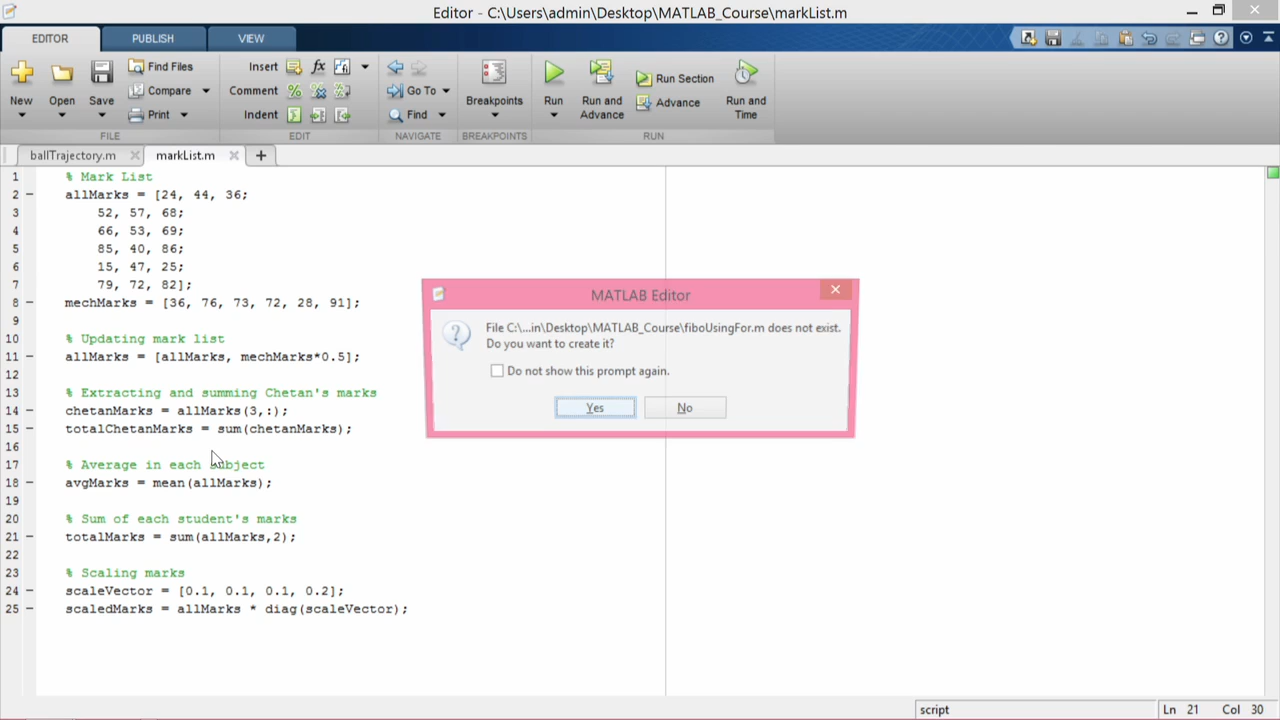 Editor - C:\Users\admin\Desktop\MATLAB_Course\markList.m
EDITOR PUBLISH VIEW
New Open Save Find Files Compare Print
FILE
Insert Comment Indent
EDIT
Go To Find
NAVIGATE
Breakpoints
BREAKPOINTS
Run Run and Advance Run Section Advance Run and Time
RUN
ballTrajectory.m markList.m
1 % Mark List
2 – allMarks = [24, 44, 36;
3 52, 57, 68;
4 66, 53, 69;
5 85, 40, 86;
6 15, 47, 25;
7 79, 72, 82];
8 – mechMarks = [36, 76, 73, 72, 28, 91];
9
10 % Updating mark list
11 – allMarks = [allMarks, mechMarks*0.5];
12
13 % Extracting and summing Chetan's marks
14 – chetanMarks = allMarks(3,:);
15 – totalChetanMarks = sum(chetanMarks);
16
17 % Average in each subject
18 – avgMarks = mean(allMarks);
19
20 % Sum of each student's marks
21 – totalMarks = sum(allMarks,2);
22
23 % Scaling marks
24 – scaleVector = [0.1, 0.1, 0.1, 0.2];
25 – scaledMarks = allMarks * diag(scaleVector);
MATLAB Editor
File C:\...in\Desktop\MATLAB_Course\fiboUsingFor.m does not exist.
Do you want to create it?
Do not show this prompt again.
Yes No
script Ln 21 Col 30